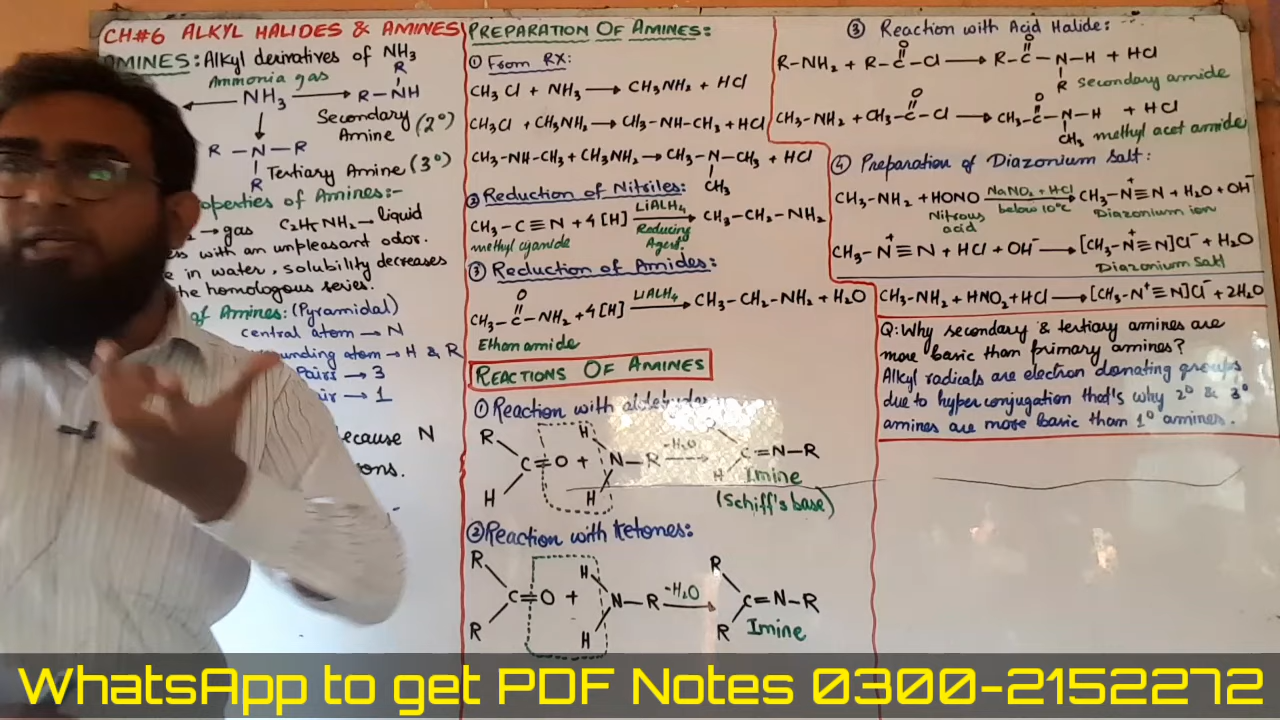 CH#6 ALKYL HALIDES & AMINES
AMINES: Alkyl derivatives of NH₃
Ammonia gas
R
NH₃ → R-NH
Secondary
Amine (2°)
R-N-R
R
Tertiary Amine (3°)
Properties of Amines:-
→gas C₂H₅NH₂→liquid
with an unpleasant odor.
in water, solubility decreases
the homologous series.
of Amines: (Pyramidal)
central atom → N
atom → H & R
Pairs → 3
→ 1
because N
PREPARATION OF AMINES:
① From RX:
CH₃Cl + NH₃ → CH₃NH₂ + HCl
CH₃Cl + CH₃NH₂ → CH₃-NH-CH₃ + HCl
CH₃-NH-CH₃ + CH₃NH₂ → CH₃-N-CH₃ + HCl
CH₃
② Reduction of Nitriles:
LiALH₄
CH₃-C≡N + 4[H] → CH₃-CH₂-NH₂
methyl cyanide Reducing
Agent.
③ Reduction of Amides:
O
LiALH₄
CH₃-C-NH₂ + 4[H] → CH₃-CH₂-NH₂ + H₂O
Ethanamide
REACTIONS OF AMINES
① Reaction with aldehyde
R H
-H₂O
C=O + N-R → C=N-R
H H H
Imine
(Schiff's base)
② Reaction with Ketones:
R H R
-H₂O
C=O + N-R → C=N-R
R H R
Imine
③ Reaction with Acid Halide:
O O
R-NH₂ + R-C-Cl → R-C-N-H + HCl
R secondary amide
O O
CH₃-NH₂ + CH₃-C-Cl → CH₃-C-N-H + HCl
CH₃ methyl acet amide
④ Preparation of Diazonium Salt:
CH₃-NH₂ + HONO NaNO₂ + HCl → CH₃-N⁺≡N + H₂O + OH⁻
Nitrous below 10°C Diazonium ion
acid
CH₃-N⁺≡N + HCl + OH⁻ → [CH₃-N⁺≡N]Cl⁻ + H₂O
Diazonium Salt
CH₃-NH₂ + HNO₂ + HCl → [CH₃-N⁺≡N]Cl⁻ + 2H₂O
Q: Why secondary & tertiary amines are
more basic than primary amines?
Alkyl radicals are electron donating groups
due to hyper conjugation that's why 2° & 3°
amines are more basic than 1° amines.
WhatsApp to get PDF Notes 0300-2152272